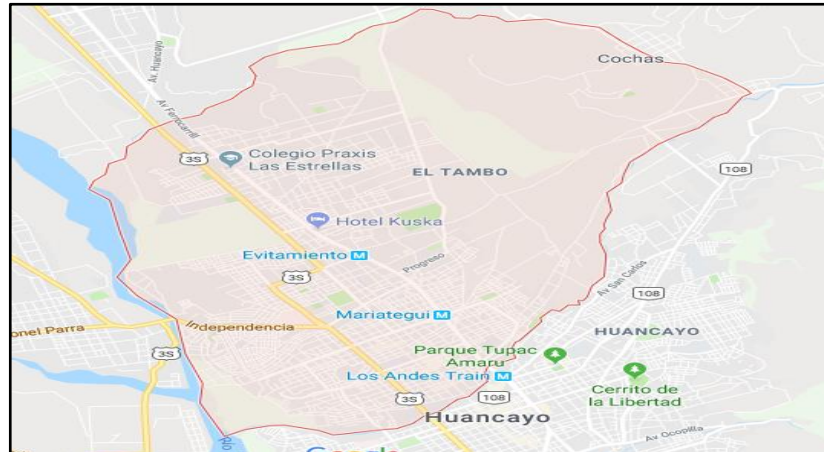 Cochas
Av. Huancayo
Av Ferrocarril
3S
Colegio Praxis
Las Estrellas
EL TAMBO
108
Hotel Kuska
Evitamiento M
Progreso
3S
Av San Carlos
108
Mariategui M
Independencia
onel Parra
HUANCAYO
3S
Parque Tupac
Amaru
Los Andes Train M
Cerrito de
la Libertad
108
3S
Huancayo
Av Ocopilla
Google